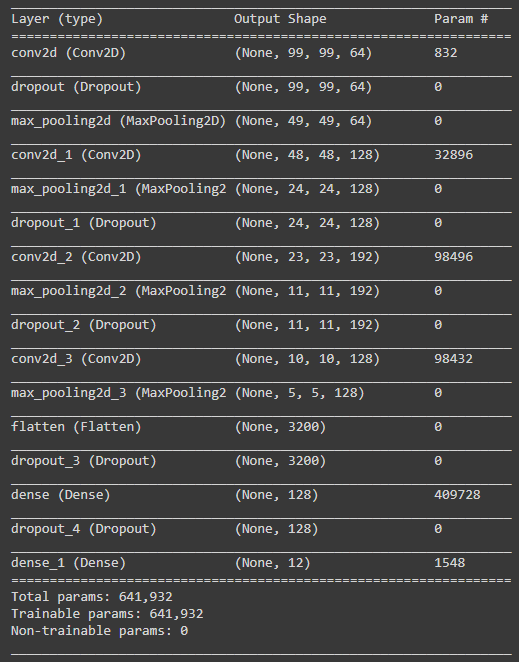 Layer (type) Output Shape Param #
conv2d (Conv2D) (None, 99, 99, 64) 832
dropout (Dropout) (None, 99, 99, 64) 0
max_pooling2d (MaxPooling2D) (None, 49, 49, 64) 0
conv2d_1 (Conv2D) (None, 48, 48, 128) 32896
max_pooling2d_1 (MaxPooling2 (None, 24, 24, 128) 0
dropout_1 (Dropout) (None, 24, 24, 128) 0
conv2d_2 (Conv2D) (None, 23, 23, 192) 98496
max_pooling2d_2 (MaxPooling2 (None, 11, 11, 192) 0
dropout_2 (Dropout) (None, 11, 11, 192) 0
conv2d_3 (Conv2D) (None, 10, 10, 128) 98432
max_pooling2d_3 (MaxPooling2 (None, 5, 5, 128) 0
flatten (Flatten) (None, 3200) 0
dropout_3 (Dropout) (None, 3200) 0
dense (Dense) (None, 128) 409728
dropout_4 (Dropout) (None, 128) 0
dense_1 (Dense) (None, 12) 1548
Total params: 641,932
Trainable params: 641,932
Non-trainable params: 0